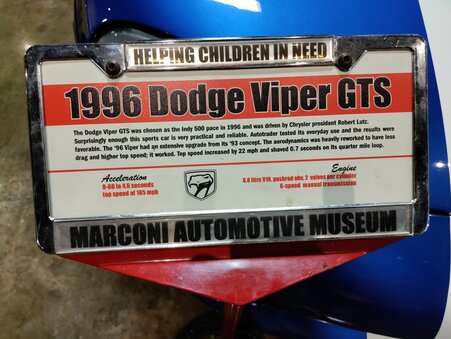 HELPING CHILDREN IN NEED
1996 Dodge Viper GTS
The Dodge Viper GTS was chosen as the Indy 500 pace in 1996 and was driven by Chrysler president Robert Lutz.
Surprisingly enough this sports car is very practical and reliable. Autotrader tested its everyday use and the results were
favorable. The '96 Viper had an extensive upgrade from its '93 concept. The aerodynamics was heavily reworked to have less
drag and higher top speed; it worked. Top speed increased by 22 mph and shaved 0.7 seconds on its quarter mile loop.
Acceleration
0-60 in 4.6 seconds
top speed of 185 mph
Engine
8.0 litre V10, pushrod ohv, 2 valves per cylinder
6-speed manual transmission
MARCONI AUTOMOTIVE MUSEUM